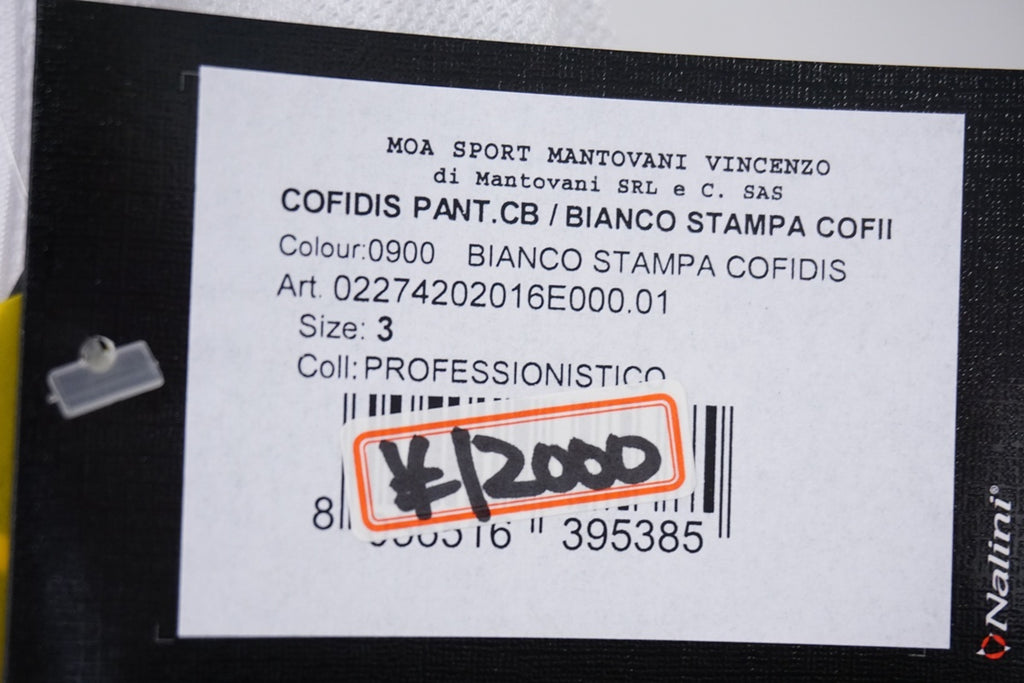 MOA SPORT MANTOVANI VINCENZO
di Mantovani SRL e C. SAS
COFIDIS PANT.CB / BIANCO STAMPA COFII
Colour:0900 BIANCO STAMPA COFIDIS
Art. 02274202016E000.01
Size: 3
Coll: PROFESSIONISTICO
¥12000
8 395385
Nalini®